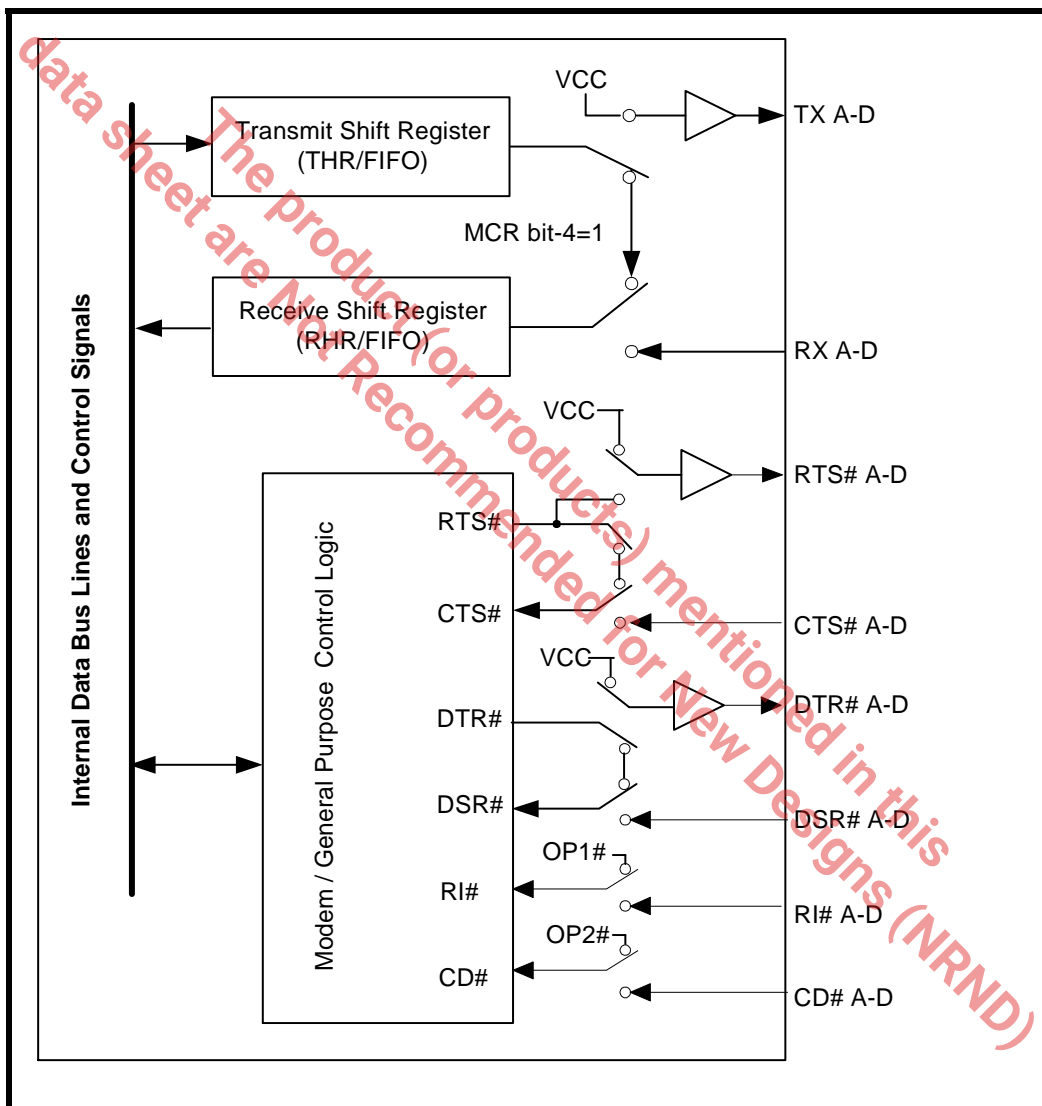 VCC
TX A-D
Transmit Shift Register
(THR/FIFO)
MCR bit-4=1
Receive Shift Register
(RHR/FIFO)
RX A-D
Internal Data Bus Lines and Control Signals
VCC
RTS# A-D
Modem / General Purpose Control Logic
RTS#
CTS#
CTS# A-D
VCC
DTR# A-D
DTR#
DSR#
DSR# A-D
OP1#
RI#
RI# A-D
OP2#
CD#
CD# A-D
The product (or products) mentioned in this
data sheet are Not Recommended for New Designs (NRND)